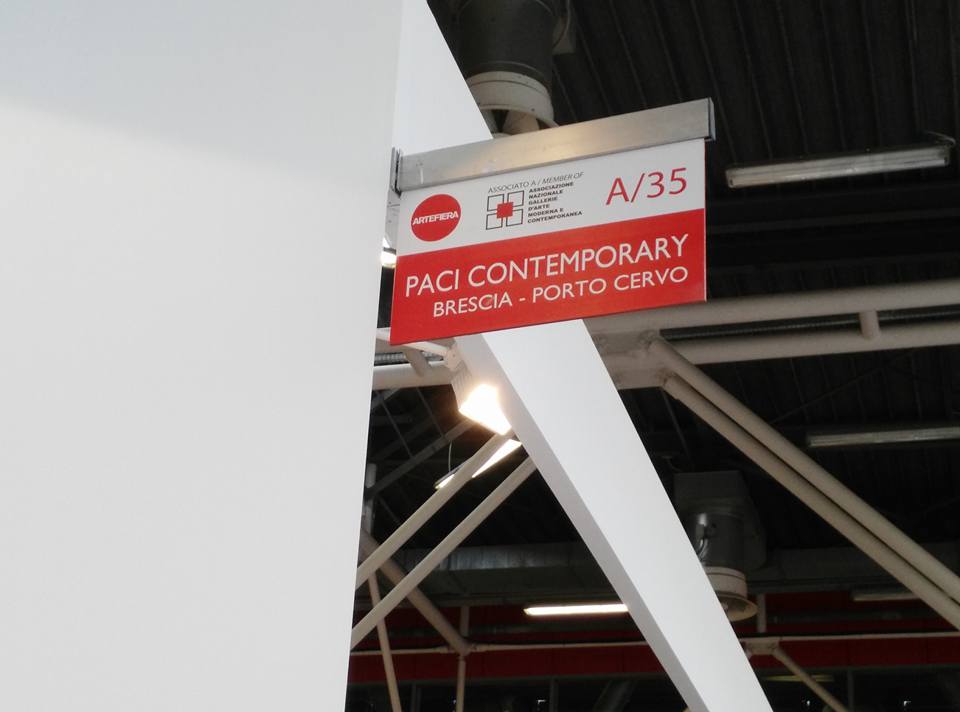 ARTEFIERA
ASSOCIATO A / MEMBER OF
ASSOCIAZIONE
NAZIONALE
GALLERIE
D'ARTE
MODERNA E
CONTEMPORANEA
A/35
PACI CONTEMPORARY
BRESCIA - PORTO CERVO